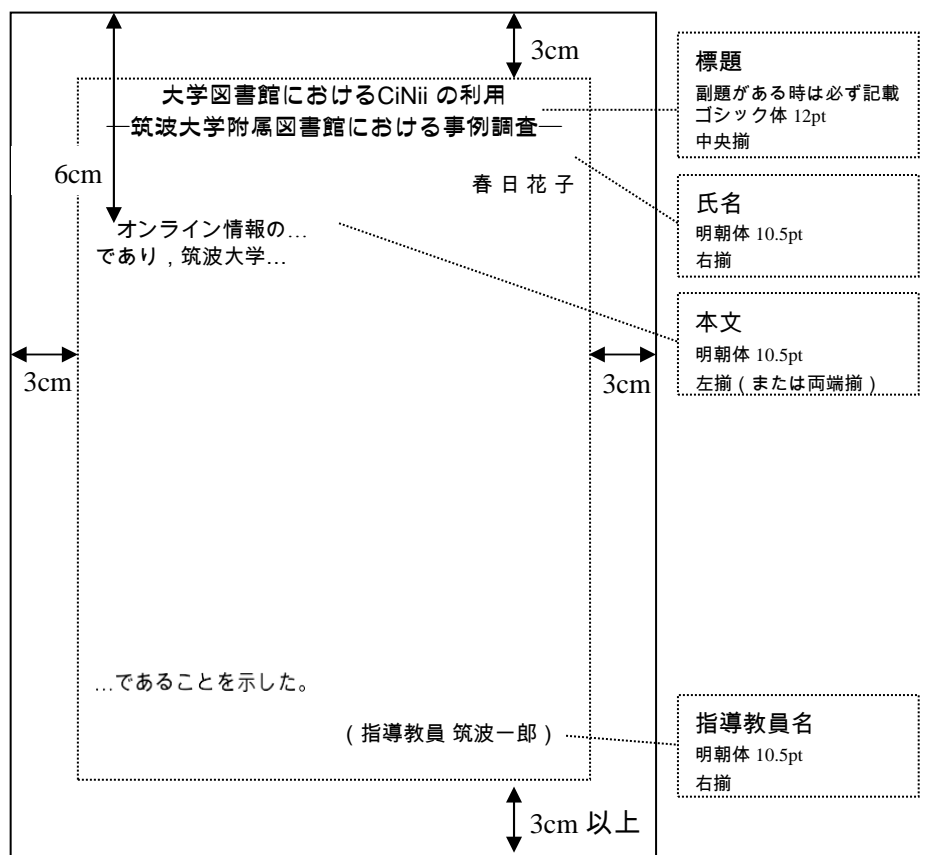 3cm
大学図書館におけるCiNii の利用
―筑波大学附属図書館における事例調査―
6cm
春 日 花 子
オンライン情報の…
であり，筑波大学…
3cm
3cm
…であることを示した。
（指導教員 筑波一郎）
3cm 以上
標題
副題がある時は必ず記載
ゴシック体 12pt
中央揃
氏名
明朝体 10.5pt
右揃
本文
明朝体 10.5pt
左揃（または両端揃）
指導教員名
明朝体 10.5pt
右揃